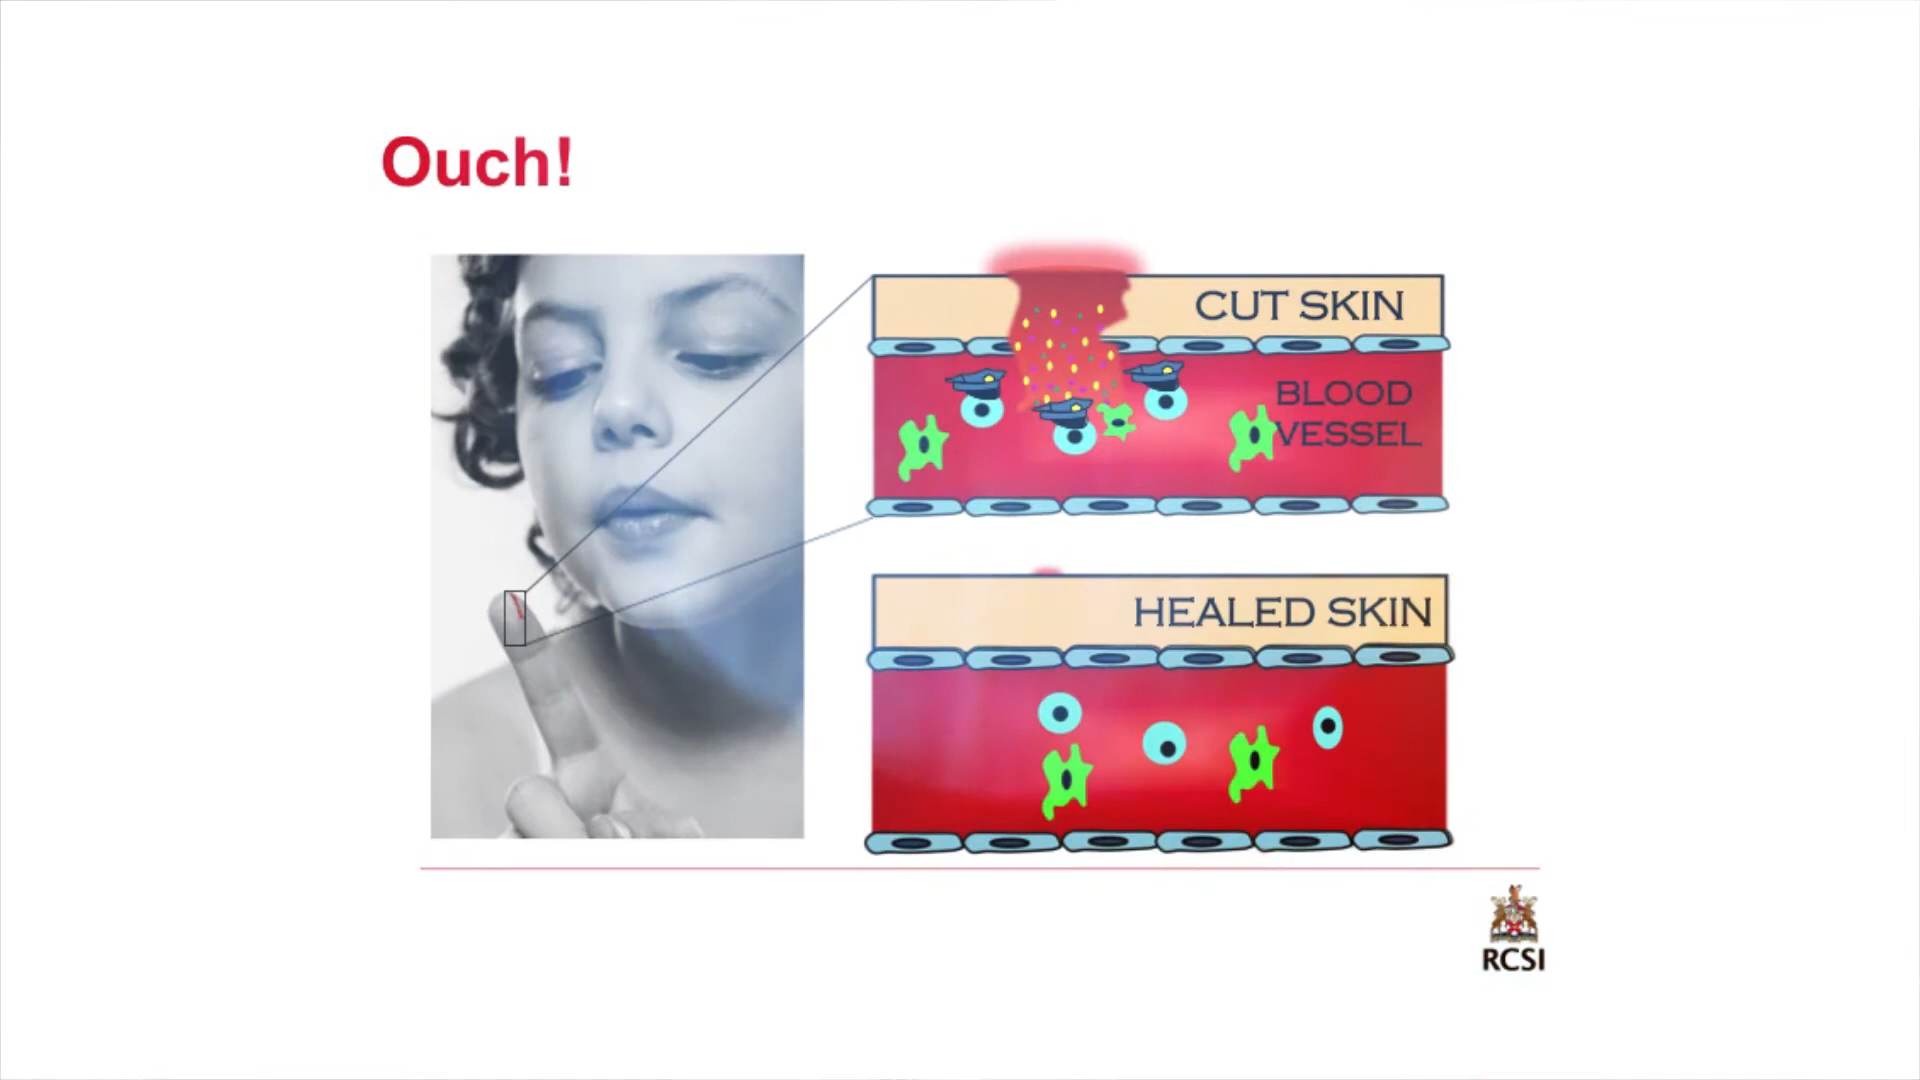 Ouch!
CUT SKIN
BLOOD
VESSEL
HEALED SKIN
RCSI